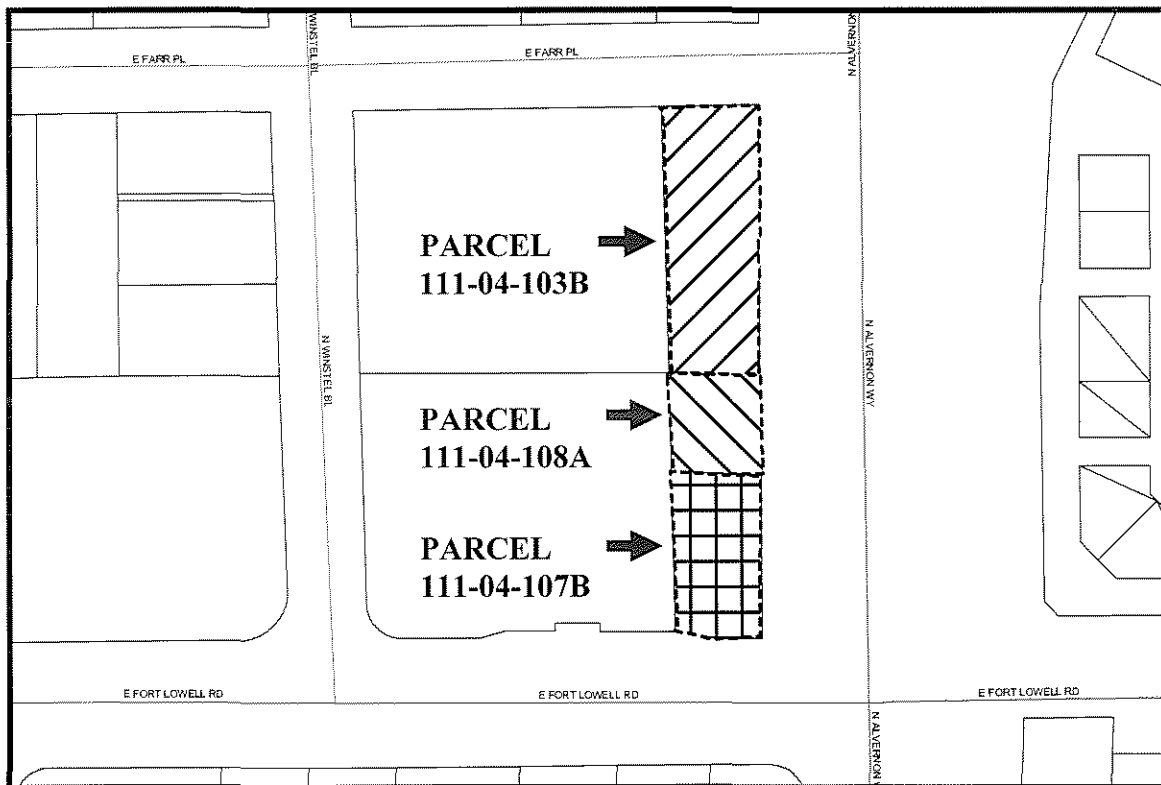 N WINSTEL BL
N ALVERNON WY
E FARR PL
E FARR PL
PARCEL
111-04-103B
N WINSTEL BL
N ALVERNON WY
PARCEL
111-04-108A
PARCEL
111-04-107B
E FORT LOWELL RD
E FORT LOWELL RD
E FORT LOWELL RD
N ALVERNON